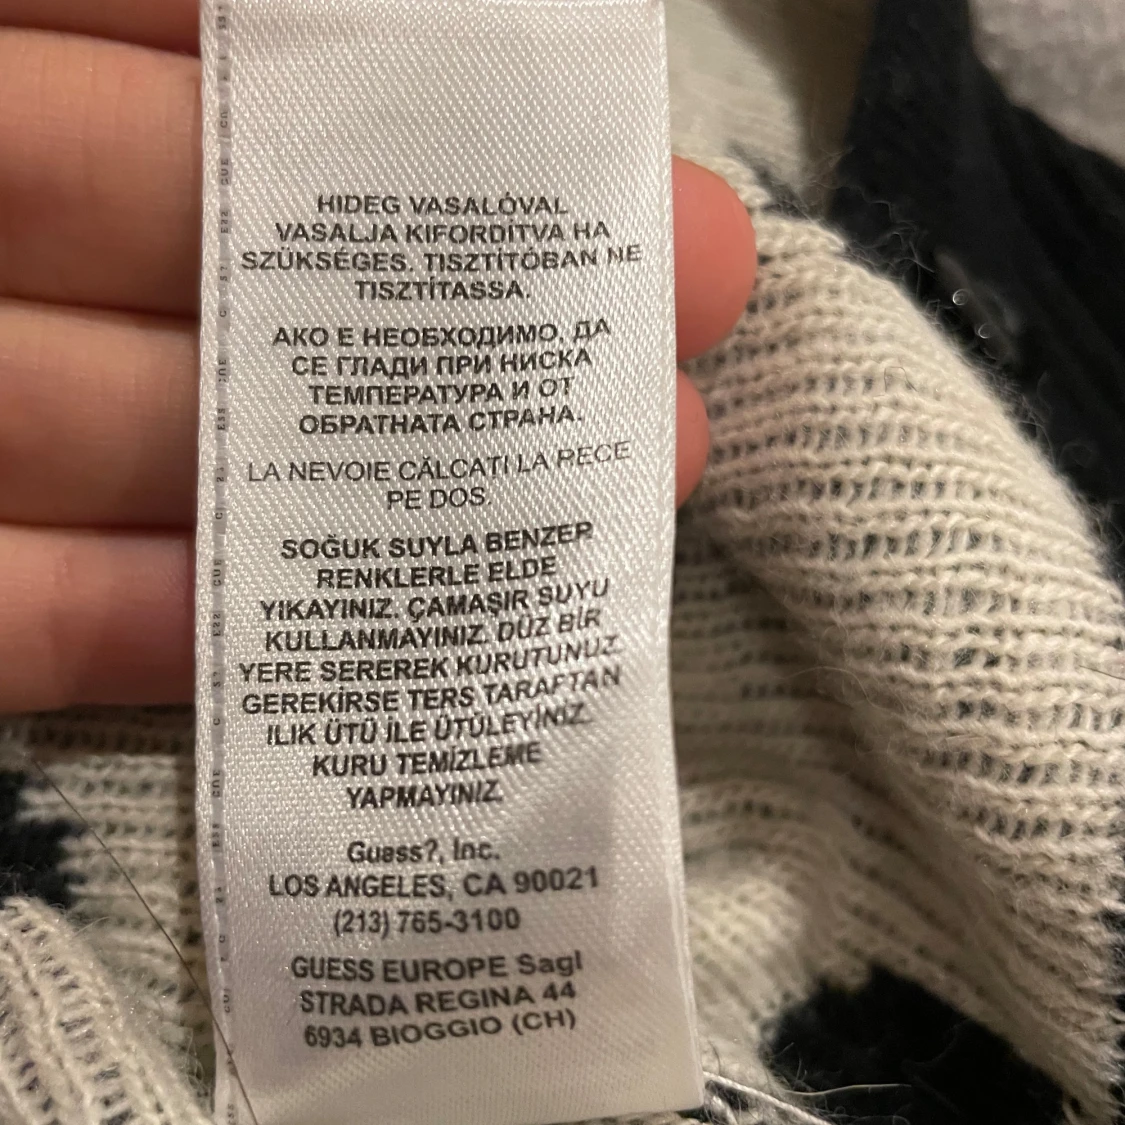 HIDEG VASALÓVAL
VASALJA KIFORDÍTVA HA
SZÜKSÉGES. TISZTÍTÓBAN NE
TISZTÍTASSA.
АКО Е НЕОБХОДИМО, ДА
СЕ ГЛАДИ ПРИ НИСКА
ТЕМПЕРАТУРА И ОТ
ОБРАТНАТА СТРАНА.
LA NEVOIE CĂLCATI LA RECE
PE DOS.
SOĞUK SUYLA BENZER
RENKLERLE ELDE
YIKAYINIZ. ÇAMAŞIR SUYU
KULLANMAYINIZ. DÜZ BİR
YERE SEREREK KURUTUNUZ.
GEREKİRSE TERS TARAFTAN
ILIK ÜTÜ İLE ÜTÜLEYİNİZ.
KURU TEMİZLEME
YAPMAYINIZ.
Guess?, Inc.
LOS ANGELES, CA 90021
(213) 765-3100
GUESS EUROPE Sagl
STRADA REGINA 44
6934 BIOGGIO (CH)